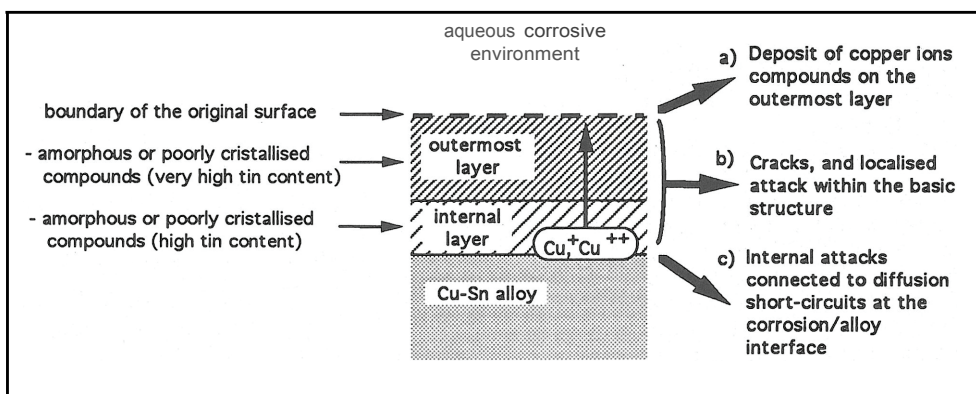 aqueous corrosive
environment
boundary of the original surface
- amorphous or poorly cristallised
compounds (very high tin content)
- amorphous or poorly cristallised
compounds (high tin content)
outermost
layer
internal
layer
Cu⁺, Cu⁺⁺
Cu-Sn alloy
a) Deposit of copper ions
compounds on the
outermost layer
b) Cracks, and localised
attack within the basic
structure
c) Internal attacks
connected to diffusion
short-circuits at the
corrosion/alloy
interface